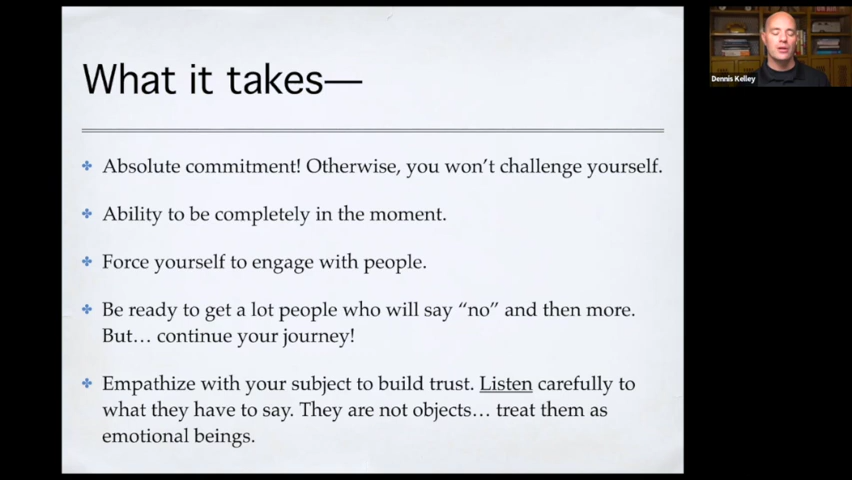 What it takes—
Absolute commitment! Otherwise, you won’t challenge yourself.
Ability to be completely in the moment.
Force yourself to engage with people.
Be ready to get a lot people who will say “no” and then more.
But… continue your journey!
Empathize with your subject to build trust. Listen carefully to
what they have to say. They are not objects… treat them as
emotional beings.
Dennis Kelley